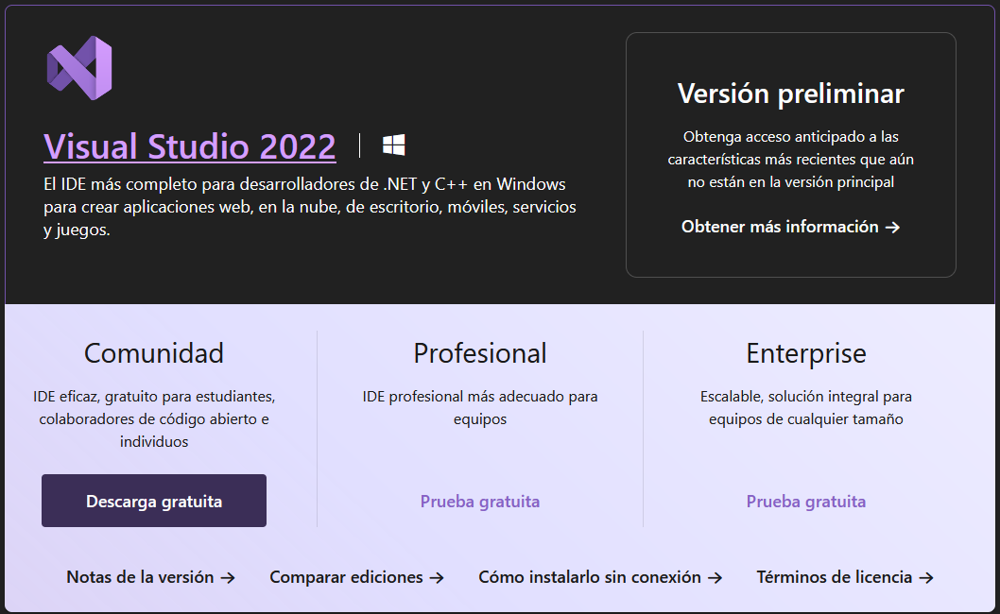 Visual Studio 2022
El IDE más completo para desarrolladores de .NET y C++ en Windows
para crear aplicaciones web, en la nube, de escritorio, móviles, servicios
y juegos.
Versión preliminar
Obtenga acceso anticipado a las
características más recientes que aún
no están en la versión principal
Obtener más información →
Comunidad
IDE eficaz, gratuito para estudiantes,
colaboradores de código abierto e
individuos
Descarga gratuita
Profesional
IDE profesional más adecuado para
equipos
Prueba gratuita
Enterprise
Escalable, solución integral para
equipos de cualquier tamaño
Prueba gratuita
Notas de la versión →
Comparar ediciones →
Cómo instalarlo sin conexión →
Términos de licencia →